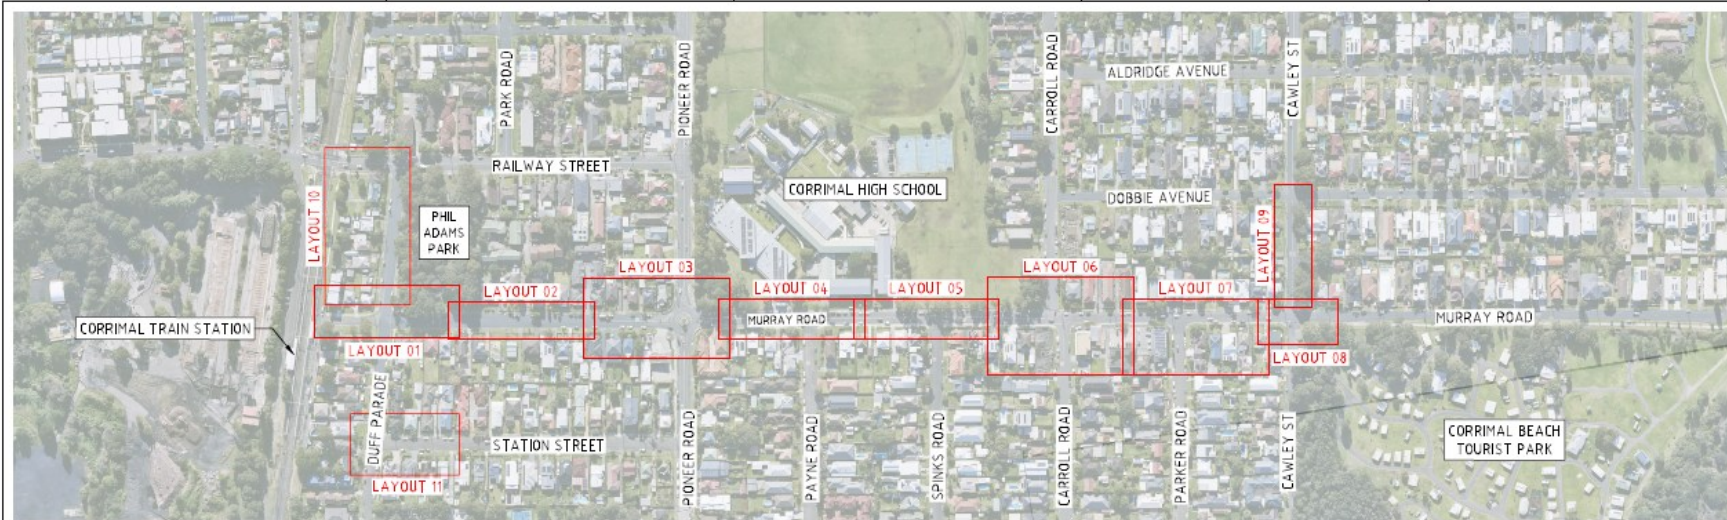 PARK ROAD
PIONEER ROAD
CARROLL ROAD
ALDRIDGE AVENUE
CAWLEY ST
RAILWAY STREET
CORRIMAL HIGH SCHOOL
DOBBIE AVENUE
LAYOUT 10
PHIL
ADAMS
PARK
LAYOUT 09
LAYOUT 03
LAYOUT 06
LAYOUT 02
LAYOUT 04
LAYOUT 05
LAYOUT 07
CORRIMAL TRAIN STATION
MURRAY ROAD
MURRAY ROAD
LAYOUT 01
LAYOUT 08
DUFF PARADE
STATION STREET
PIONEER ROAD
PAYNE ROAD
SPINKS ROAD
CARROLL ROAD
PARKER ROAD
CAWLEY ST
CORRIMAL BEACH
TOURIST PARK
LAYOUT 11